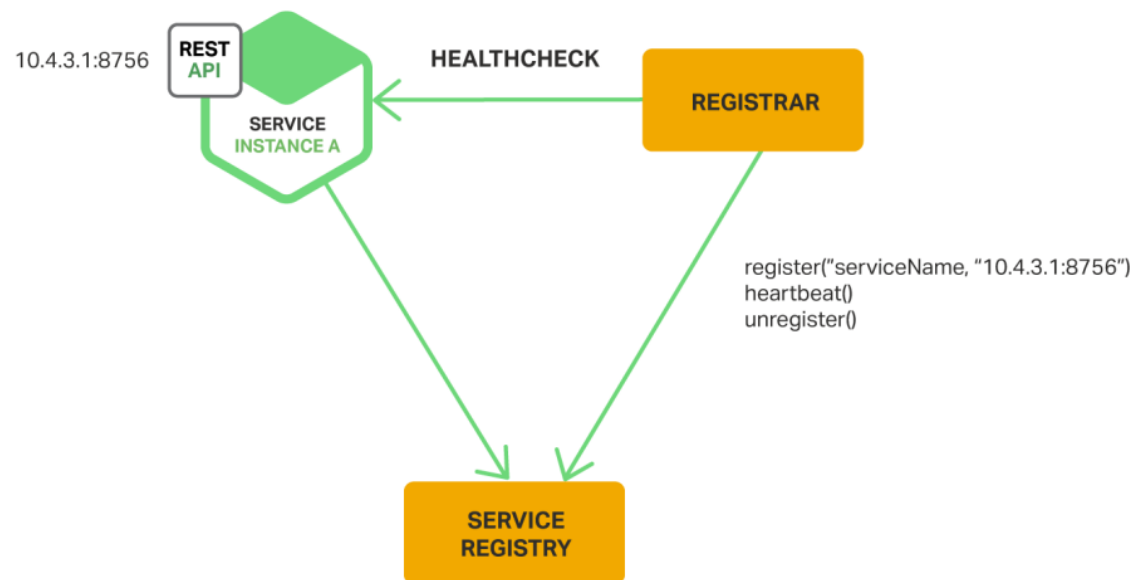 10.4.3.1:8756
REST
API
SERVICE
INSTANCE A
HEALTHCHECK
REGISTRAR
register("serviceName, "10.4.3.1:8756")
heartbeat()
unregister()
SERVICE
REGISTRY